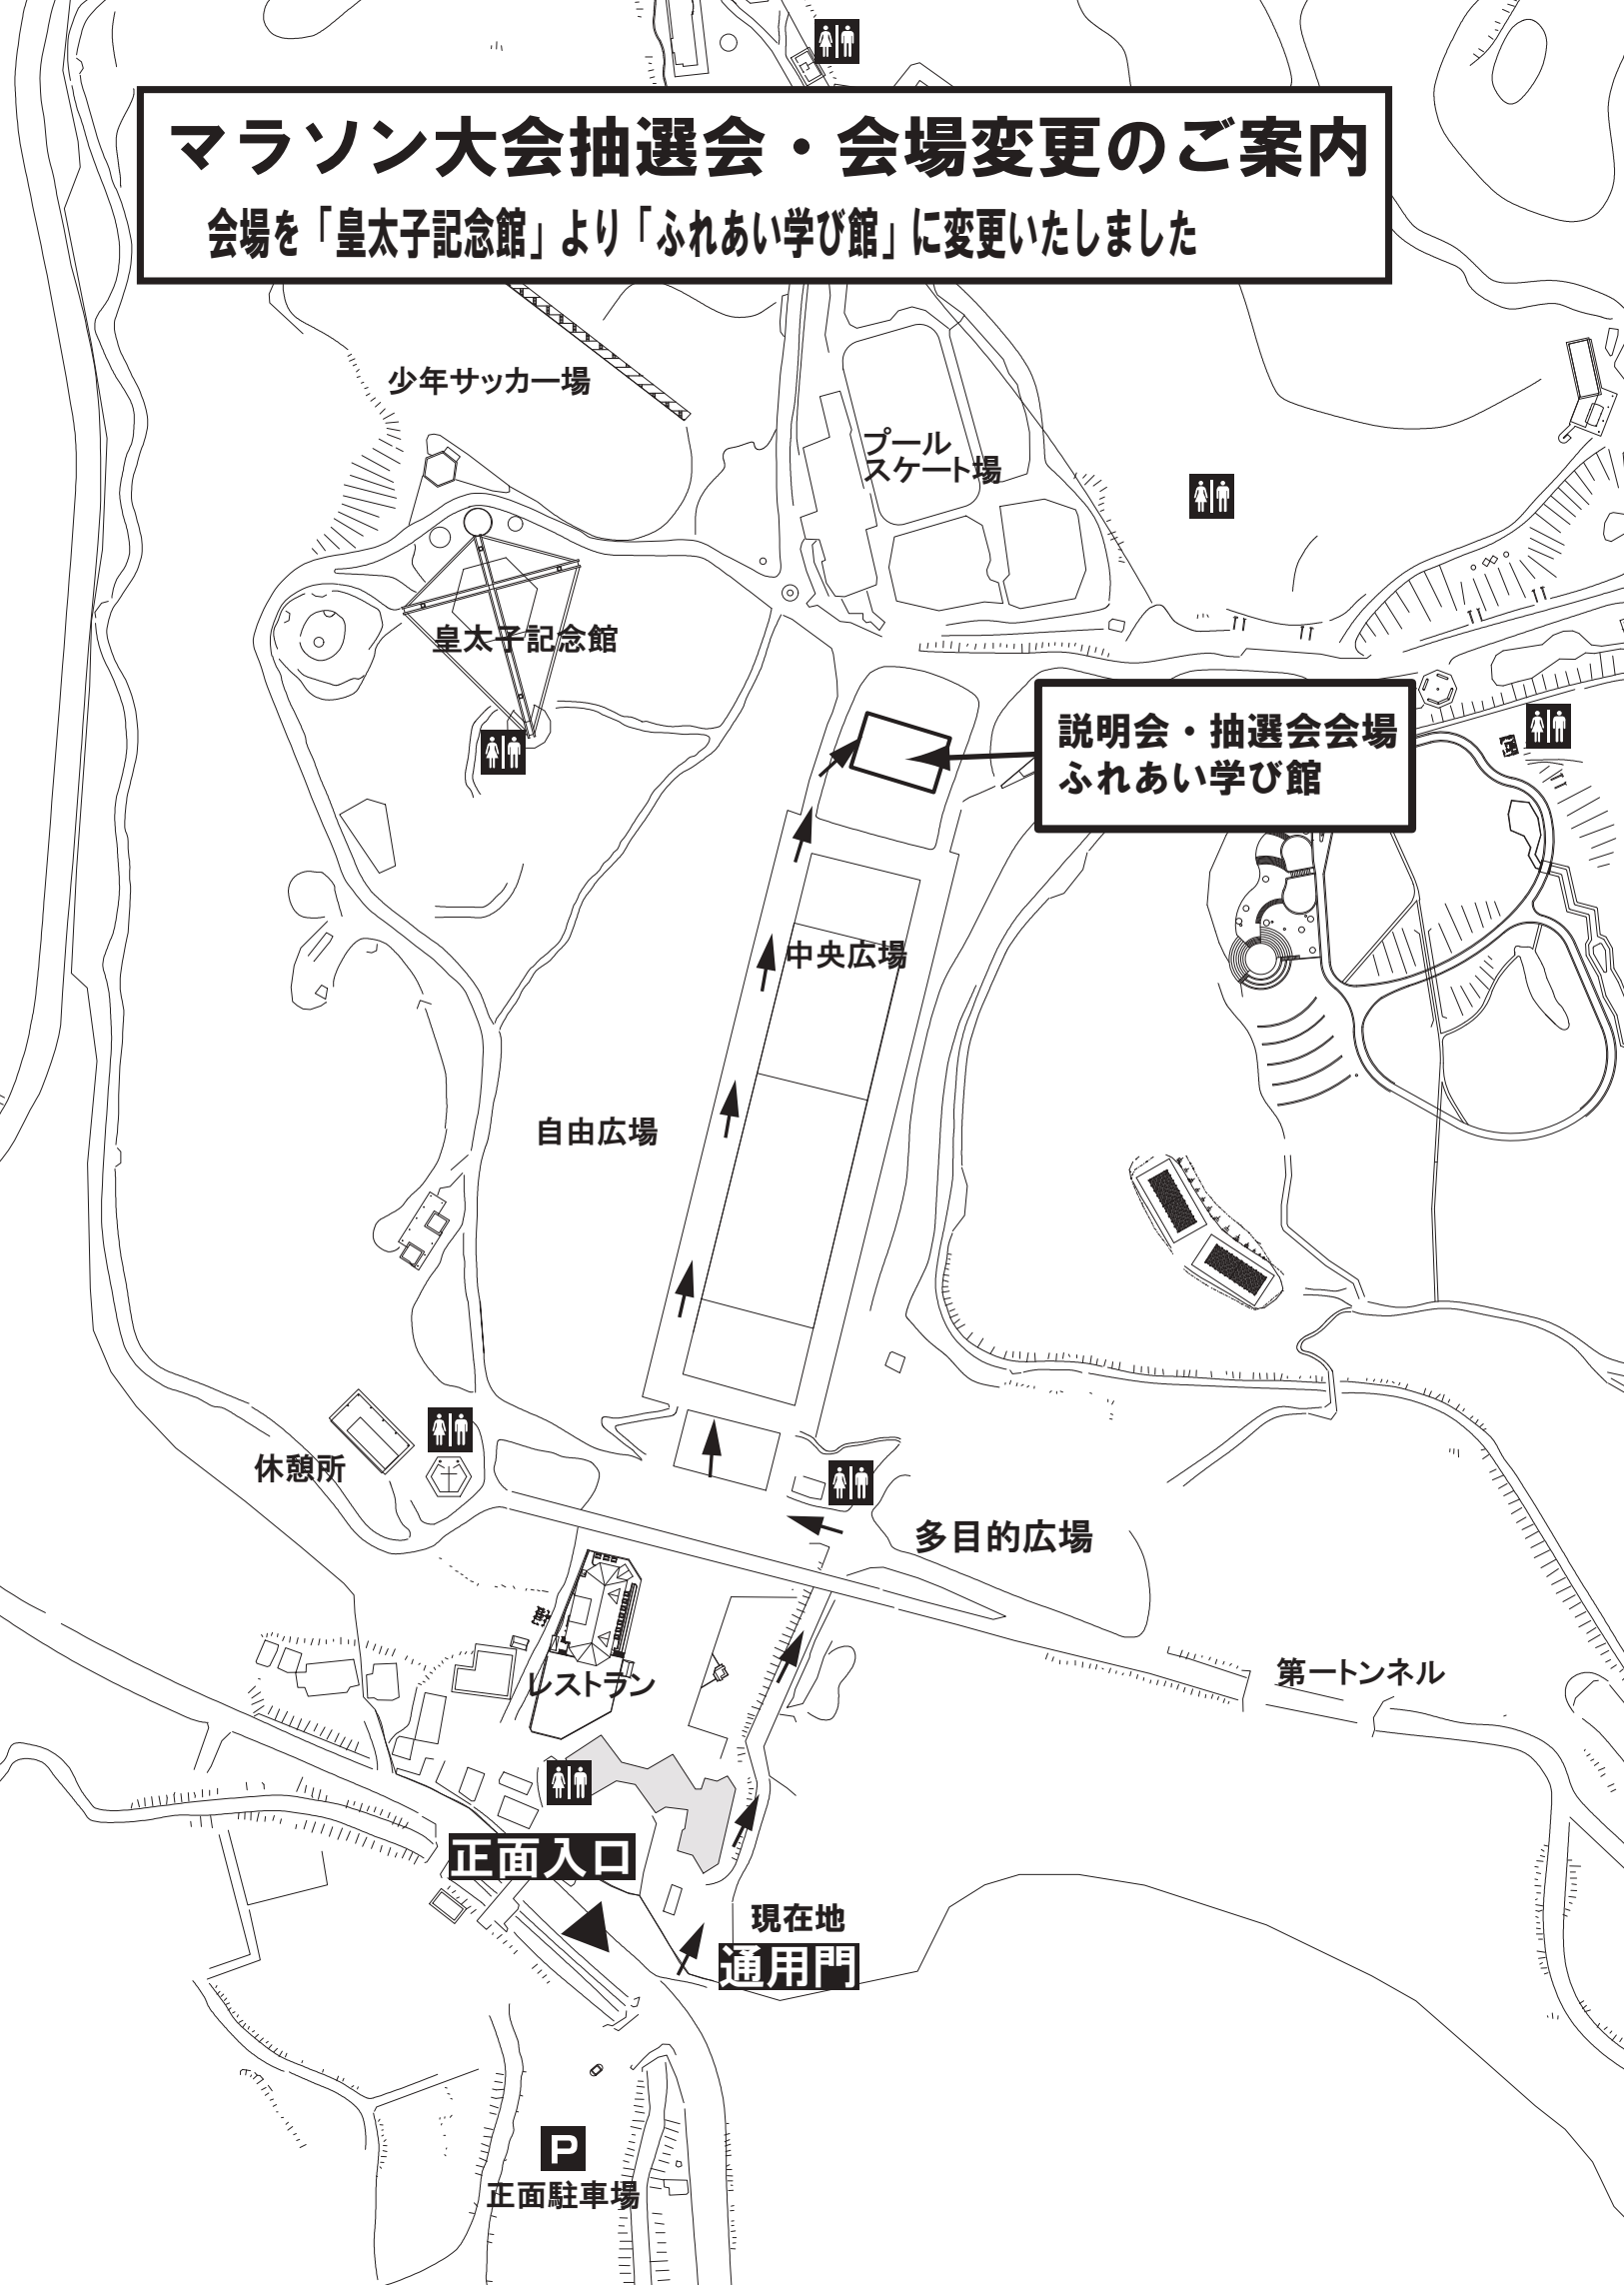 マラソン大会抽選会・会場変更のご案内
会場を「皇太子記念館」より「ふれあい学び館」に変更いたしました
少年サッカー場
プール
スケート場
皇太子記念館
説明会・抽選会会場
ふれあい学び館
中央広場
自由広場
休憩所
多目的広場
第一トンネル
レストラン
正面入口
現在地
通用門
P
正面駐車場